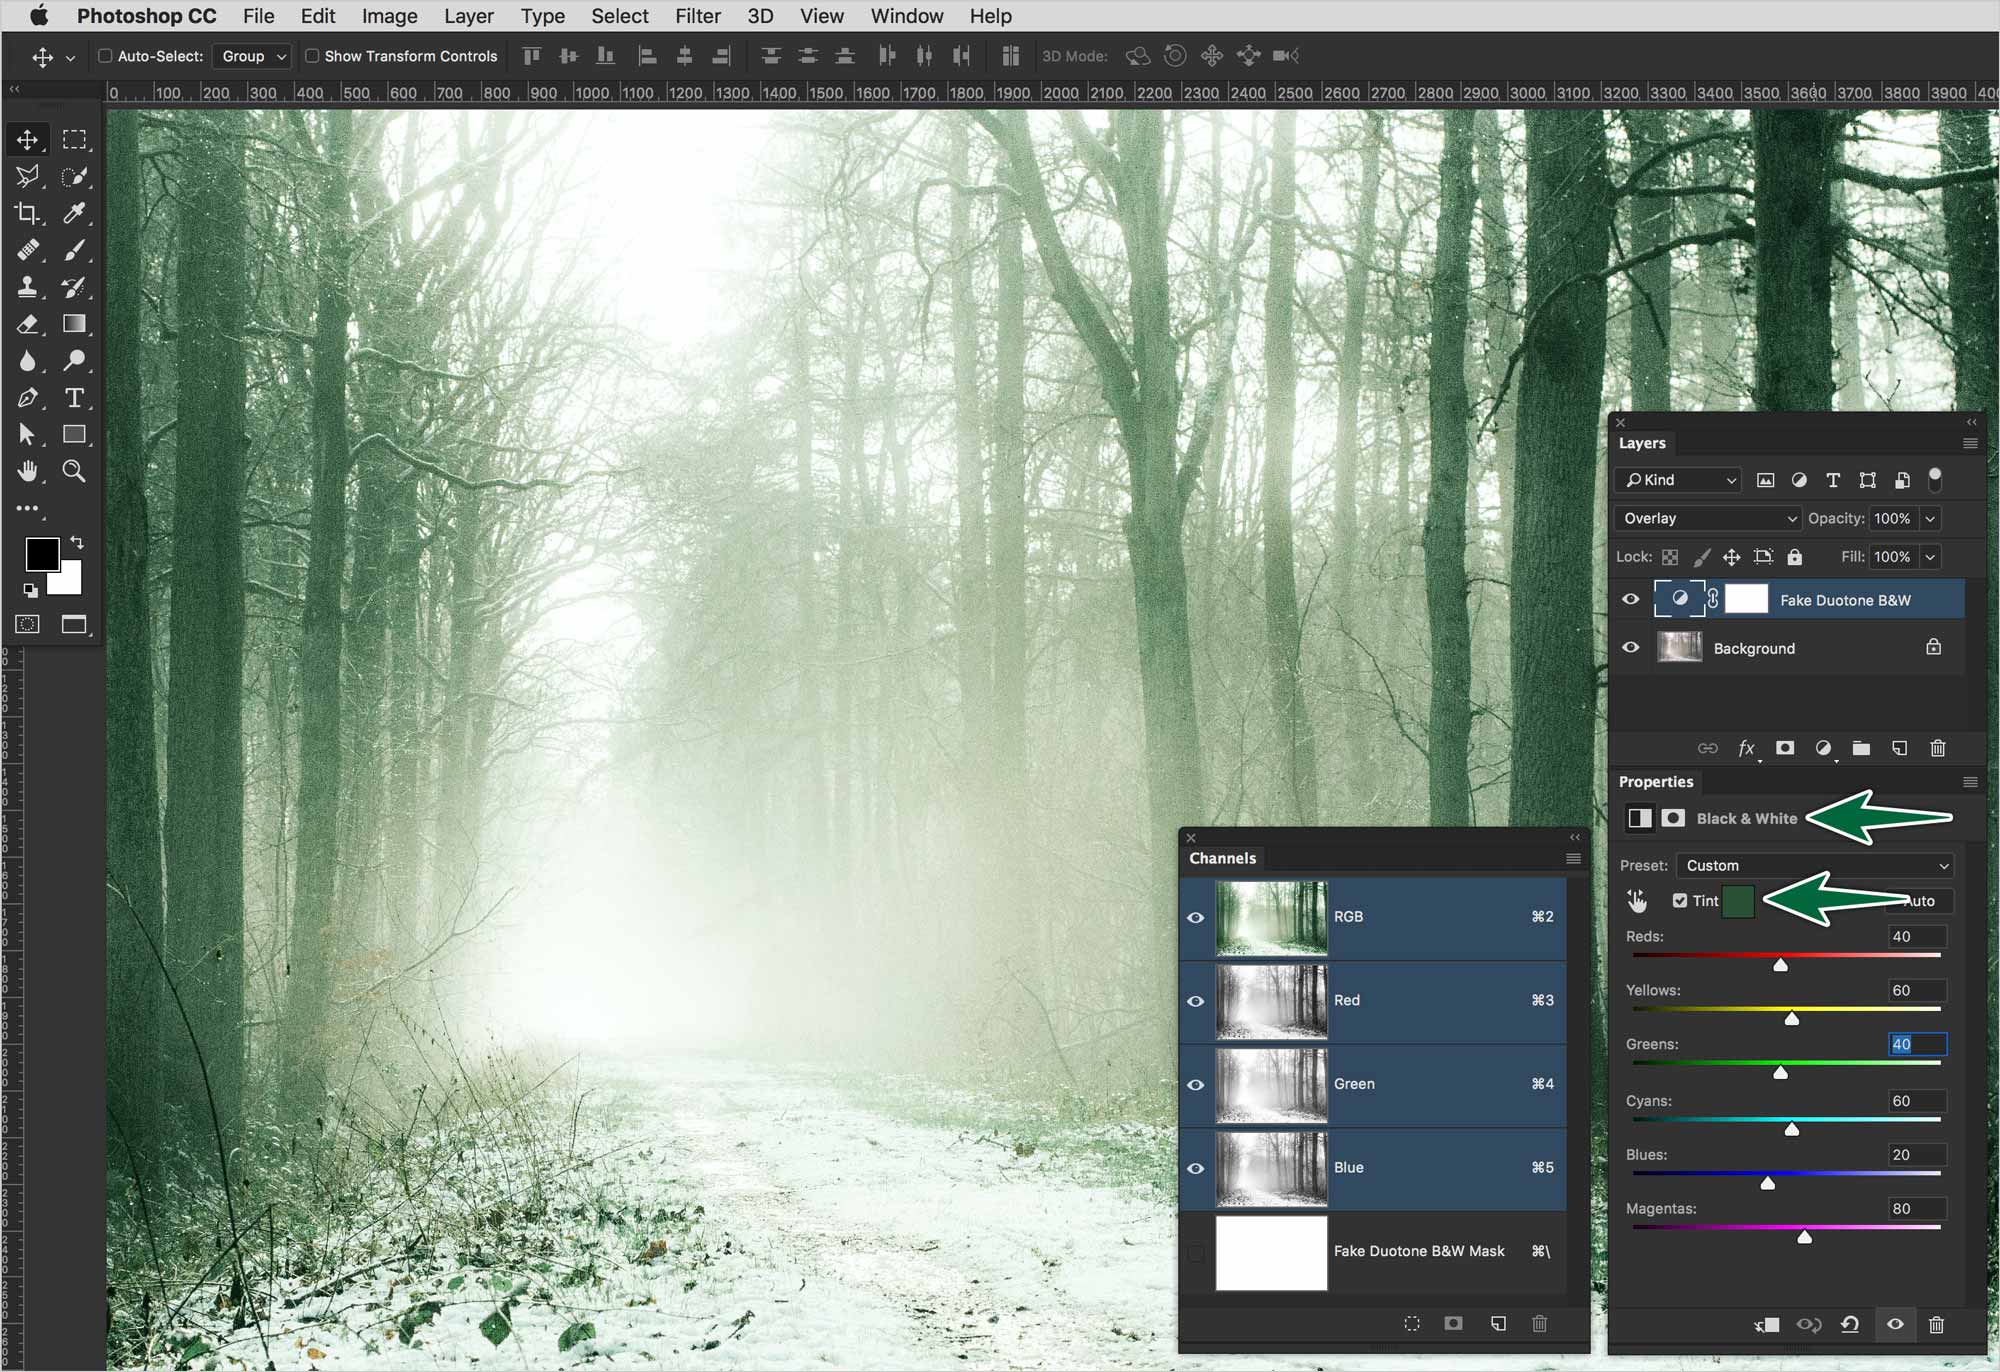 Photoshop CC File Edit Image Layer Type Select Filter 3D View Window Help
Auto-Select: Group Show Transform Controls 3D Mode:
0 100 200 300 400 500 600 700 800 900 1000 1100 1200 1300 1400 1500 1600 1700 1800 1900 2000 2100 2200 2300 2400 2500 2600 2700 2800 2900 3000 3100 3200 3300 3400 3500 3600 3700 3800 3900 400
Layers
Kind
Overlay Opacity: 100%
Lock: Fill: 100%
Fake Duotone B&W
Background
fx
Properties
Black & White
Preset: Custom
Tint Auto
Reds: 40
Yellows: 60
Greens: 40
Cyans: 60
Blues: 20
Magentas: 80
Channels
RGB ⌘2
Red ⌘3
Green ⌘4
Blue ⌘5
Fake Duotone B&W Mask ⌘\